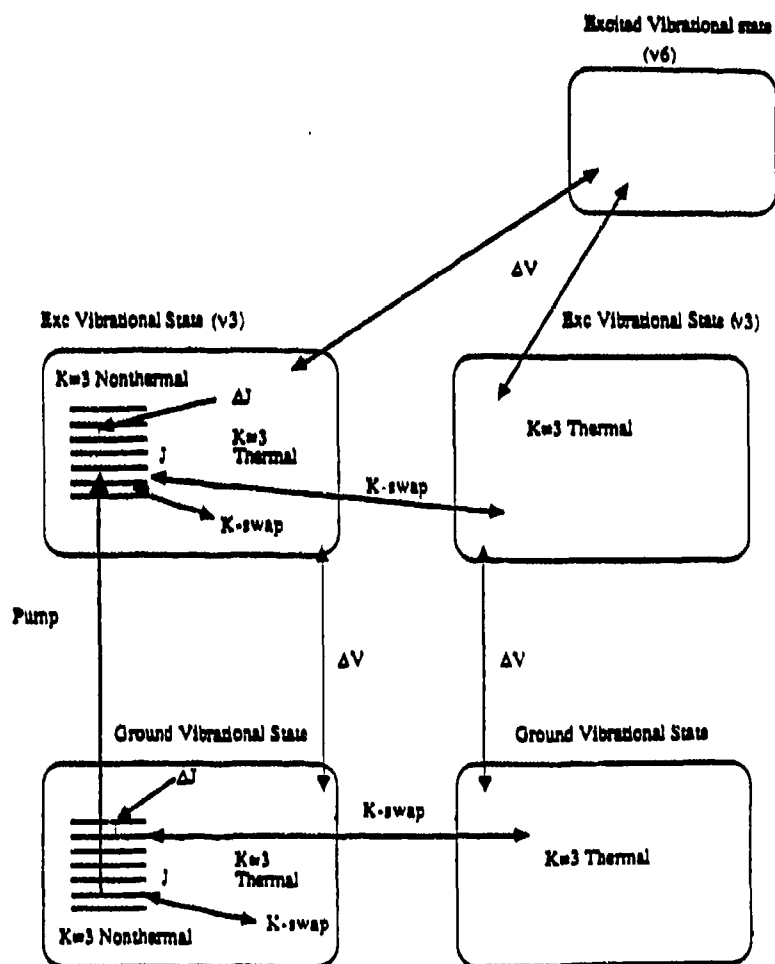 Excited Vibrational state
(v6)
ΔV
Exc Vibrational State (v3)
Exc Vibrational State (v3)
K=3 Nonthermal
ΔJ
K=3
Thermal
J
K=3 Thermal
K-swap
K-swap
Pump
ΔV
ΔV
Ground Vibrational State
Ground Vibrational State
ΔJ
K-swap
K=3
Thermal
K=3 Thermal
J
K-swap
K=3 Nonthermal